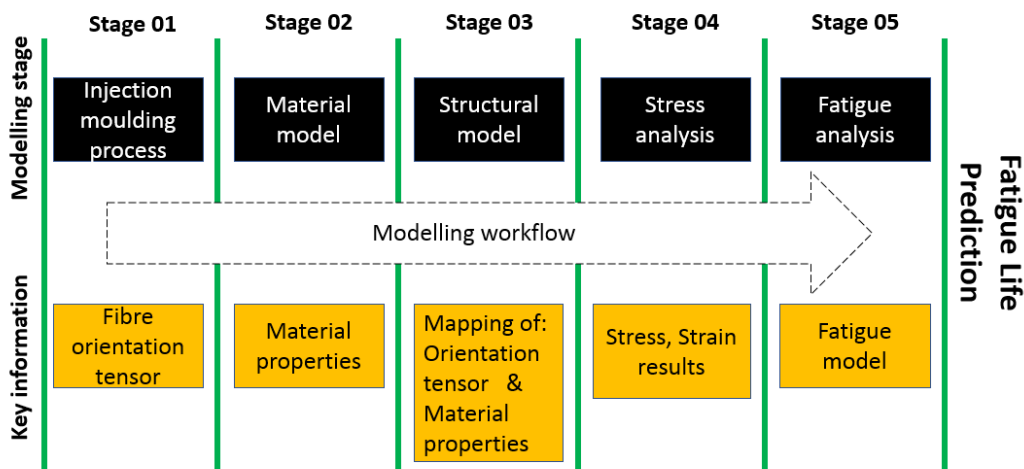 Stage 01
Stage 02
Stage 03
Stage 04
Stage 05
Modelling stage
Injection
moulding
process
Material
model
Structural
model
Stress
analysis
Fatigue
analysis
Modelling workflow
Key information
Fibre
orientation
tensor
Material
properties
Mapping of:
Orientation
tensor &
Material
properties
Stress, Strain
results
Fatigue
model
Fatigue Life
Prediction